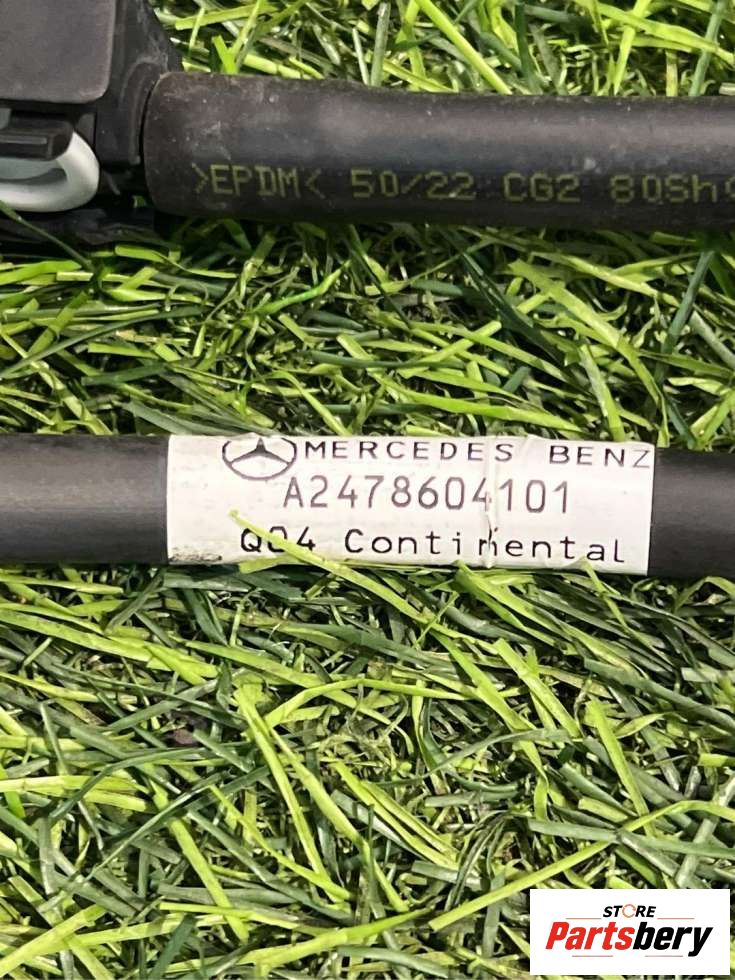 >EPDM< 50/22 CG2 80Sh
MERCEDES BENZ
A2478604101
Q04 Continental
STORE
Partsbery